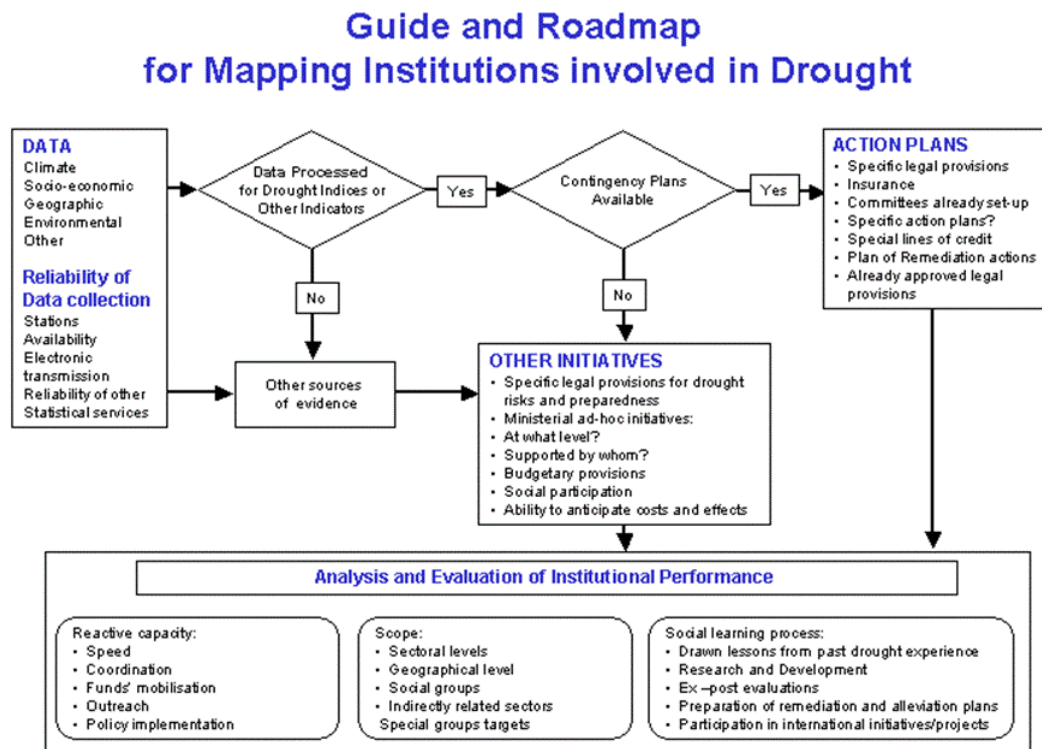 Guide and Roadmap
for Mapping Institutions involved in Drought
DATA
Climate
Socio-economic
Geographic
Environmental
Other
Reliability of
Data collection
Stations
Availability
Electronic
transmission
Reliability of other
Statistical services
Data Processed
for Drought Indices or
Other Indicators
Yes
No
Other sources
of evidence
Contingency Plans
Available
Yes
No
ACTION PLANS
• Specific legal provisions
• Insurance
• Committees already set-up
• Specific action plans?
• Special lines of credit
• Plan of Remediation actions
• Already approved legal
provisions
OTHER INITIATIVES
• Specific legal provisions for drought
risks and preparedness
• Ministerial ad-hoc initiatives:
• At what level?
• Supported by whom?
• Budgetary provisions
• Social participation
• Ability to anticipate costs and effects
Analysis and Evaluation of Institutional Performance
Reactive capacity:
• Speed
• Coordination
• Funds' mobilisation
• Outreach
• Policy implementation
Scope:
• Sectoral levels
• Geographical level
• Social groups
• Indirectly related sectors
Special groups targets
Social learning process:
• Drawn lessons from past drought experience
• Research and Development
• Ex –post evaluations
• Preparation of remediation and alleviation plans
• Participation in international initiatives/projects